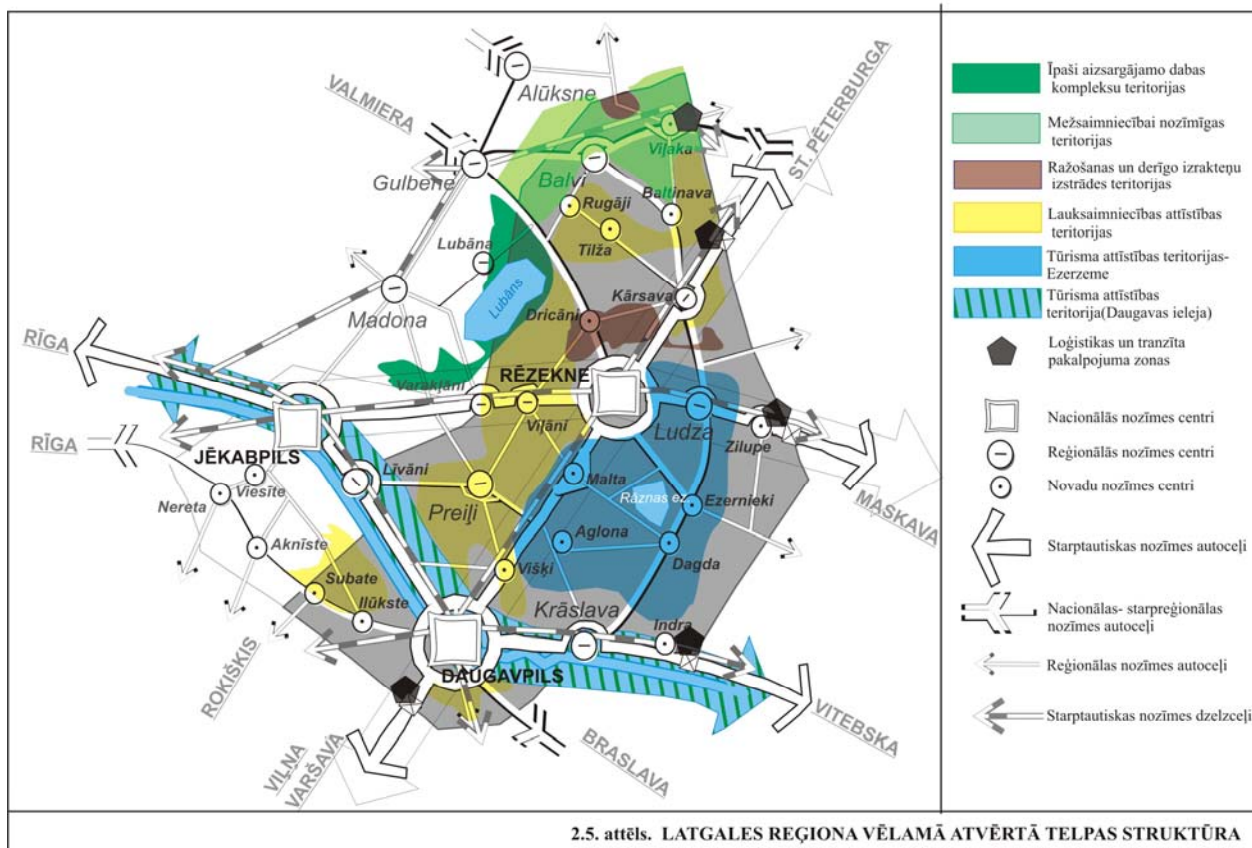 VALMIERA
Alūksne
ST. PĒTERBURGA
Viļaka
Gulbene
Balvi
Baltinava
Rugāji
Tilža
Lubāna
Lubāns
Kārsava
Dricāni
Madona
RĪGA
Varakļāni
RĒZEKNE
Viļāni
Ludza
Zilupe
RĪGA
JĒKABPILS
Līvāni
Malta
Viesīte
Nereta
Preiļi
Rāznas ez.
Ezernieki
MASKAVA
Aknīste
Aglona
Dagda
Višķi
Subate
Ilūkste
Krāslava
Indra
DAUGAVPILS
ROKIŠĶIS
VIĻŅA
VARŠAVA
BRASLAVA
VITEBSKA
Īpaši aizsargājamo dabas
kompleksu teritorijas
Mežsaimniecībai nozīmīgas
teritorijas
Ražošanas un derīgo izrakteņu
izstrādes teritorijas
Lauksaimniecības attīstības
teritorijas
Tūrisma attīstības teritorijas-
Ezerzeme
Tūrisma attīstības
teritorija(Daugavas ieleja)
Loģistikas un tranzīta
pakalpojuma zonas
Nacionālās nozīmes centri
Reģionālās nozīmes centri
Novadu nozīmes centri
Starptautiskas nozīmes autoceļi
Nacionālas- starpreģionālas
nozīmes autoceļi
Reģionālas nozīmes autoceļi
Starptautiskas nozīmes dzelzceļi
2.5. attēls. LATGALES REĢIONA VĒLAMĀ ATVĒRTĀ TELPAS STRUKTŪRA